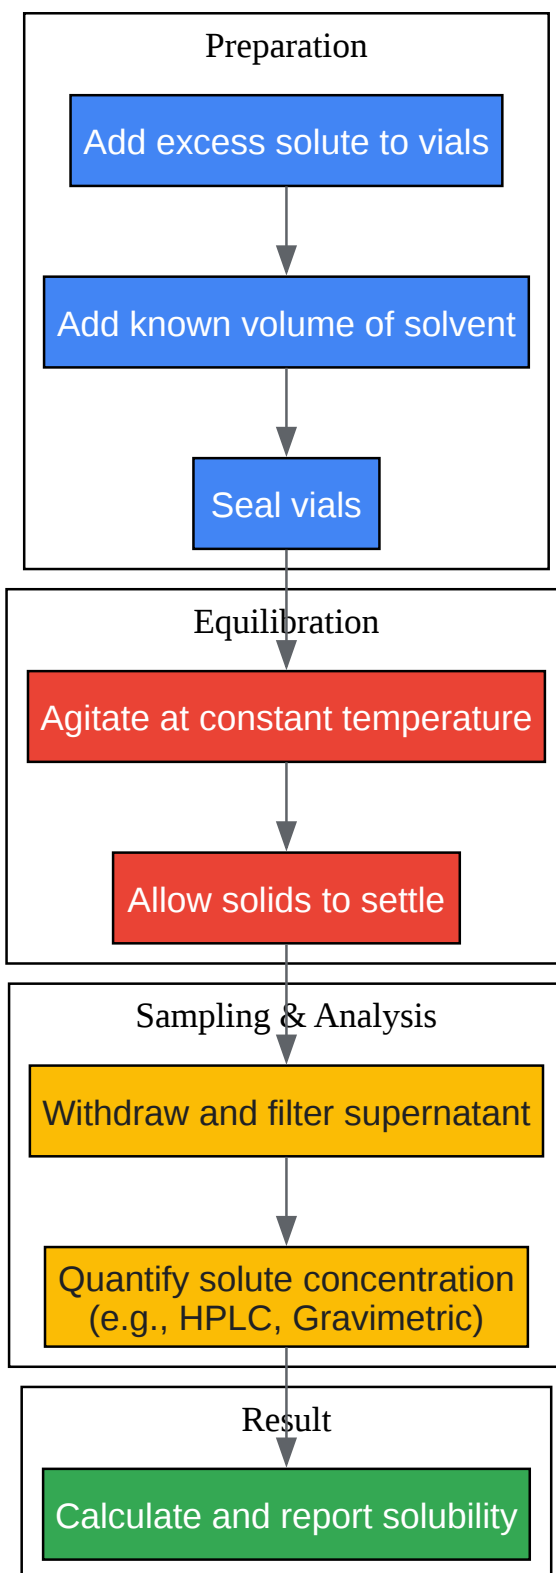 Preparation
Add excess solute to vials
Add known volume of solvent
Seal vials
Equilibration
Agitate at constant temperature
Allow solids to settle
Sampling & Analysis
Withdraw and filter supernatant
Quantify solute concentration
(e.g., HPLC, Gravimetric)
Result
Calculate and report solubility